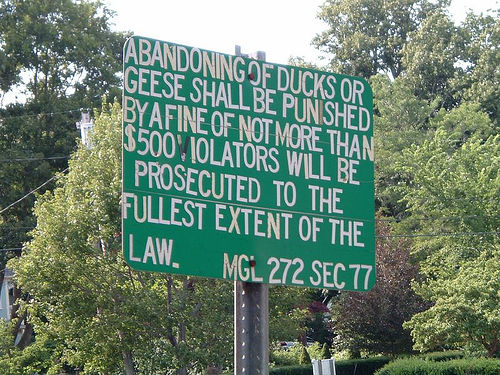 ABANDONING OF DUCKS OR
GEESE SHALL BE PUNISHED
BY A FINE OF NOT MORE THAN
$500 VIOLATORS WILL BE
PROSECUTED TO THE
FULLEST EXTENT OF THE
LAW. MGL 272 SEC 77